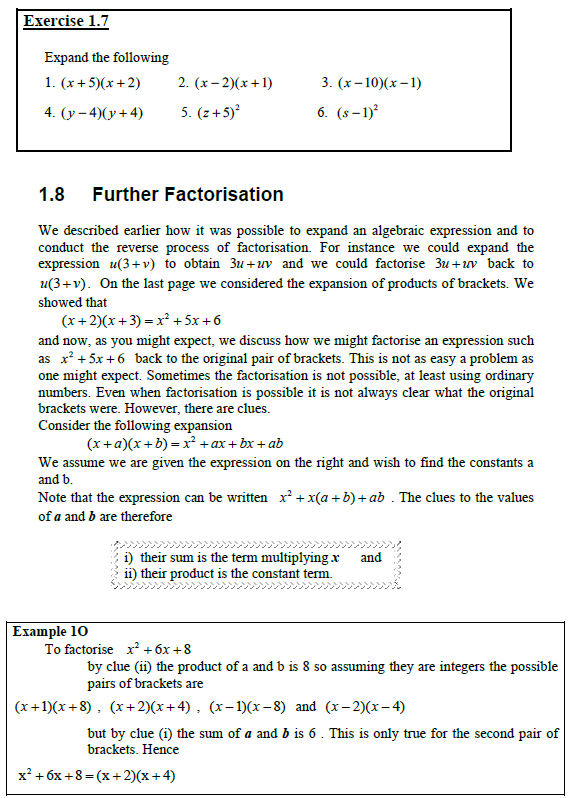 Exercise 1.7
Expand the following
1. (x+5)(x+2) 2. (x−2)(x+1) 3. (x−10)(x−1)
4. (y−4)(y+4) 5. (z+5)² 6. (s−1)²
1.8 Further Factorisation
We described earlier how it was possible to expand an algebraic expression and to
conduct the reverse process of factorisation. For instance we could expand the
expression u(3+v) to obtain 3u+uv and we could factorise 3u+uv back to
u(3+v). On the last page we considered the expansion of products of brackets. We
showed that
(x+2)(x+3)=x²+5x+6
and now, as you might expect, we discuss how we might factorise an expression such
as x²+5x+6 back to the original pair of brackets. This is not as easy a problem as
one might expect. Sometimes the factorisation is not possible, at least using ordinary
numbers. Even when factorisation is possible it is not always clear what the original
brackets were. However, there are clues.
Consider the following expansion
(x+a)(x+b)=x²+ax+bx+ab
We assume we are given the expression on the right and wish to find the constants a
and b.
Note that the expression can be written x²+x(a+b)+ab . The clues to the values
of a and b are therefore
i) their sum is the term multiplying x and
ii) their product is the constant term.
Example 1O
To factorise x²+6x+8
by clue (ii) the product of a and b is 8 so assuming they are integers the possible
pairs of brackets are
(x+1)(x+8) , (x+2)(x+4) , (x−1)(x−8) and (x−2)(x−4)
but by clue (i) the sum of a and b is 6 . This is only true for the second pair of
brackets. Hence
x²+6x+8=(x+2)(x+4)